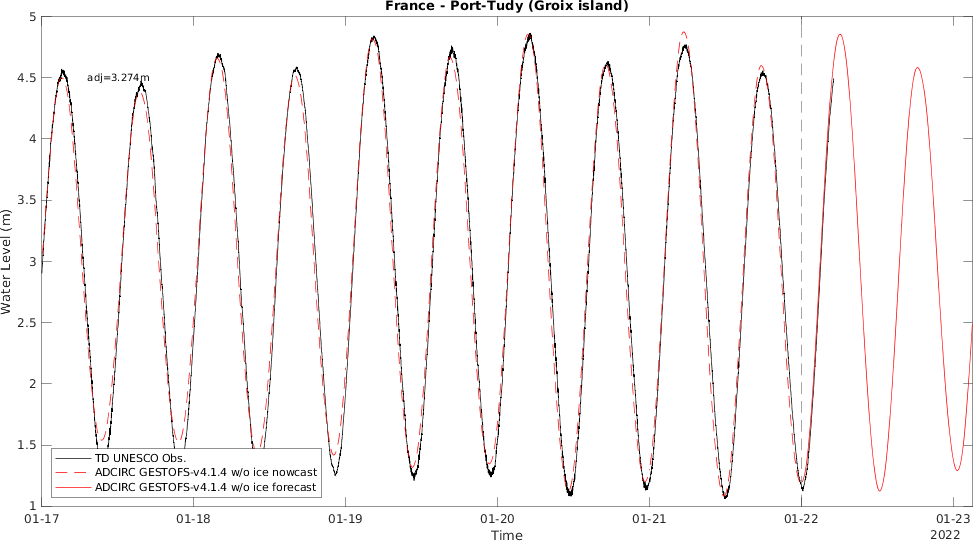 France - Port-Tudy (Groix island)
adj=3.274m
5
4.5
4
3.5
3
2.5
2
1.5
1
Water Level (m)
TD UNESCO Obs.
ADCIRC GESTOFS-v4.1.4 w/o ice nowcast
ADCIRC GESTOFS-v4.1.4 w/o ice forecast
01-17
01-18
01-19
01-20
01-21
01-22
01-23
2022
Time